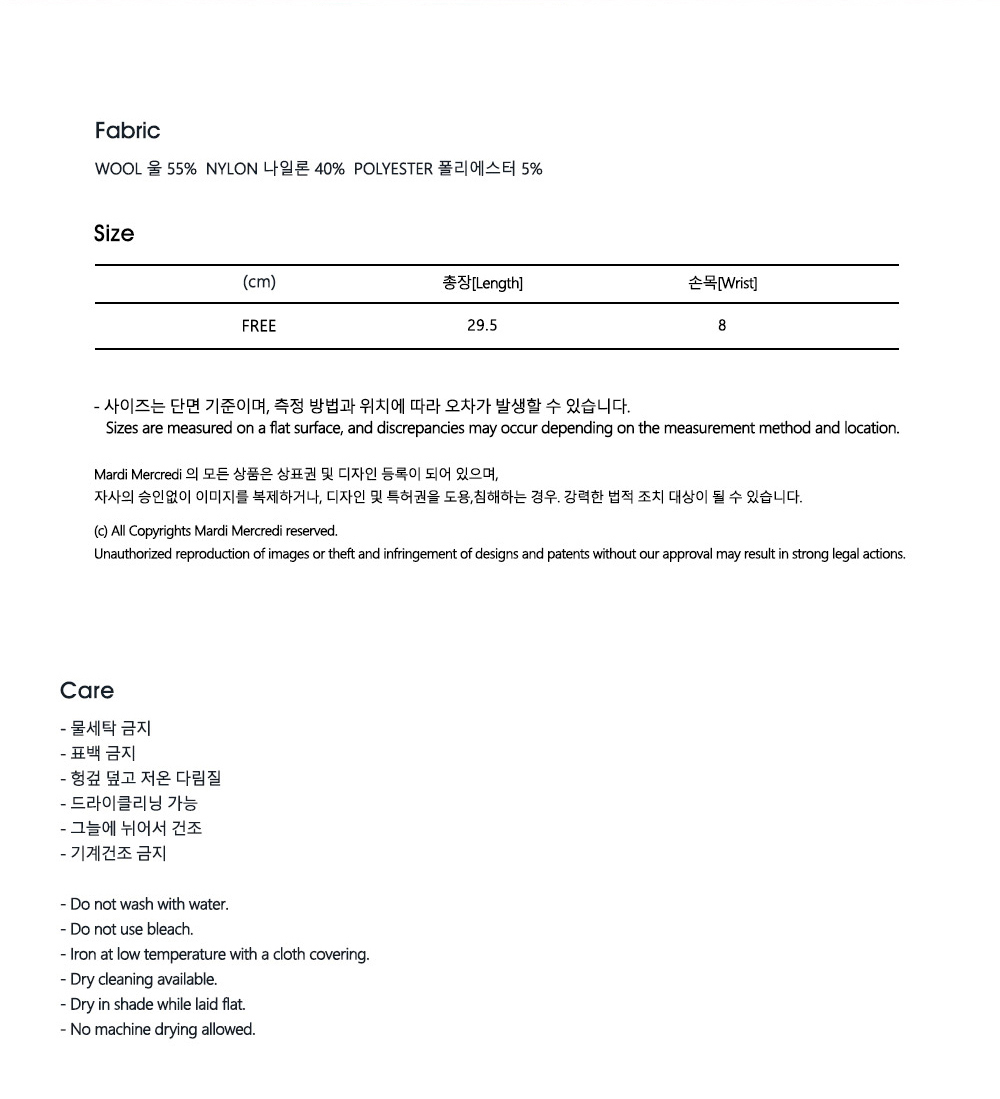 Fabric
WOOL 울 55%  NYLON 나일론 40%  POLYESTER 폴리에스터 5%
Size
(cm) 총장[Length] 손목[Wrist]
FREE 29.5 8
- 사이즈는 단면 기준이며, 측정 방법과 위치에 따라 오차가 발생할 수 있습니다.
Sizes are measured on a flat surface, and discrepancies may occur depending on the measurement method and location.
Mardi Mercredi 의 모든 상품은 상표권 및 디자인 등록이 되어 있으며,
자사의 승인없이 이미지를 복제하거나, 디자인 및 특허권을 도용,침해하는 경우. 강력한 법적 조치 대상이 될 수 있습니다.
(c) All Copyrights Mardi Mercredi reserved.
Unauthorized reproduction of images or theft and infringement of designs and patents without our approval may result in strong legal actions.
Care
- 물세탁 금지
- 표백 금지
- 헝겊 덮고 저온 다림질
- 드라이클리닝 가능
- 그늘에 뉘어서 건조
- 기계건조 금지
- Do not wash with water.
- Do not use bleach.
- Iron at low temperature with a cloth covering.
- Dry cleaning available.
- Dry in shade while laid flat.
- No machine drying allowed.